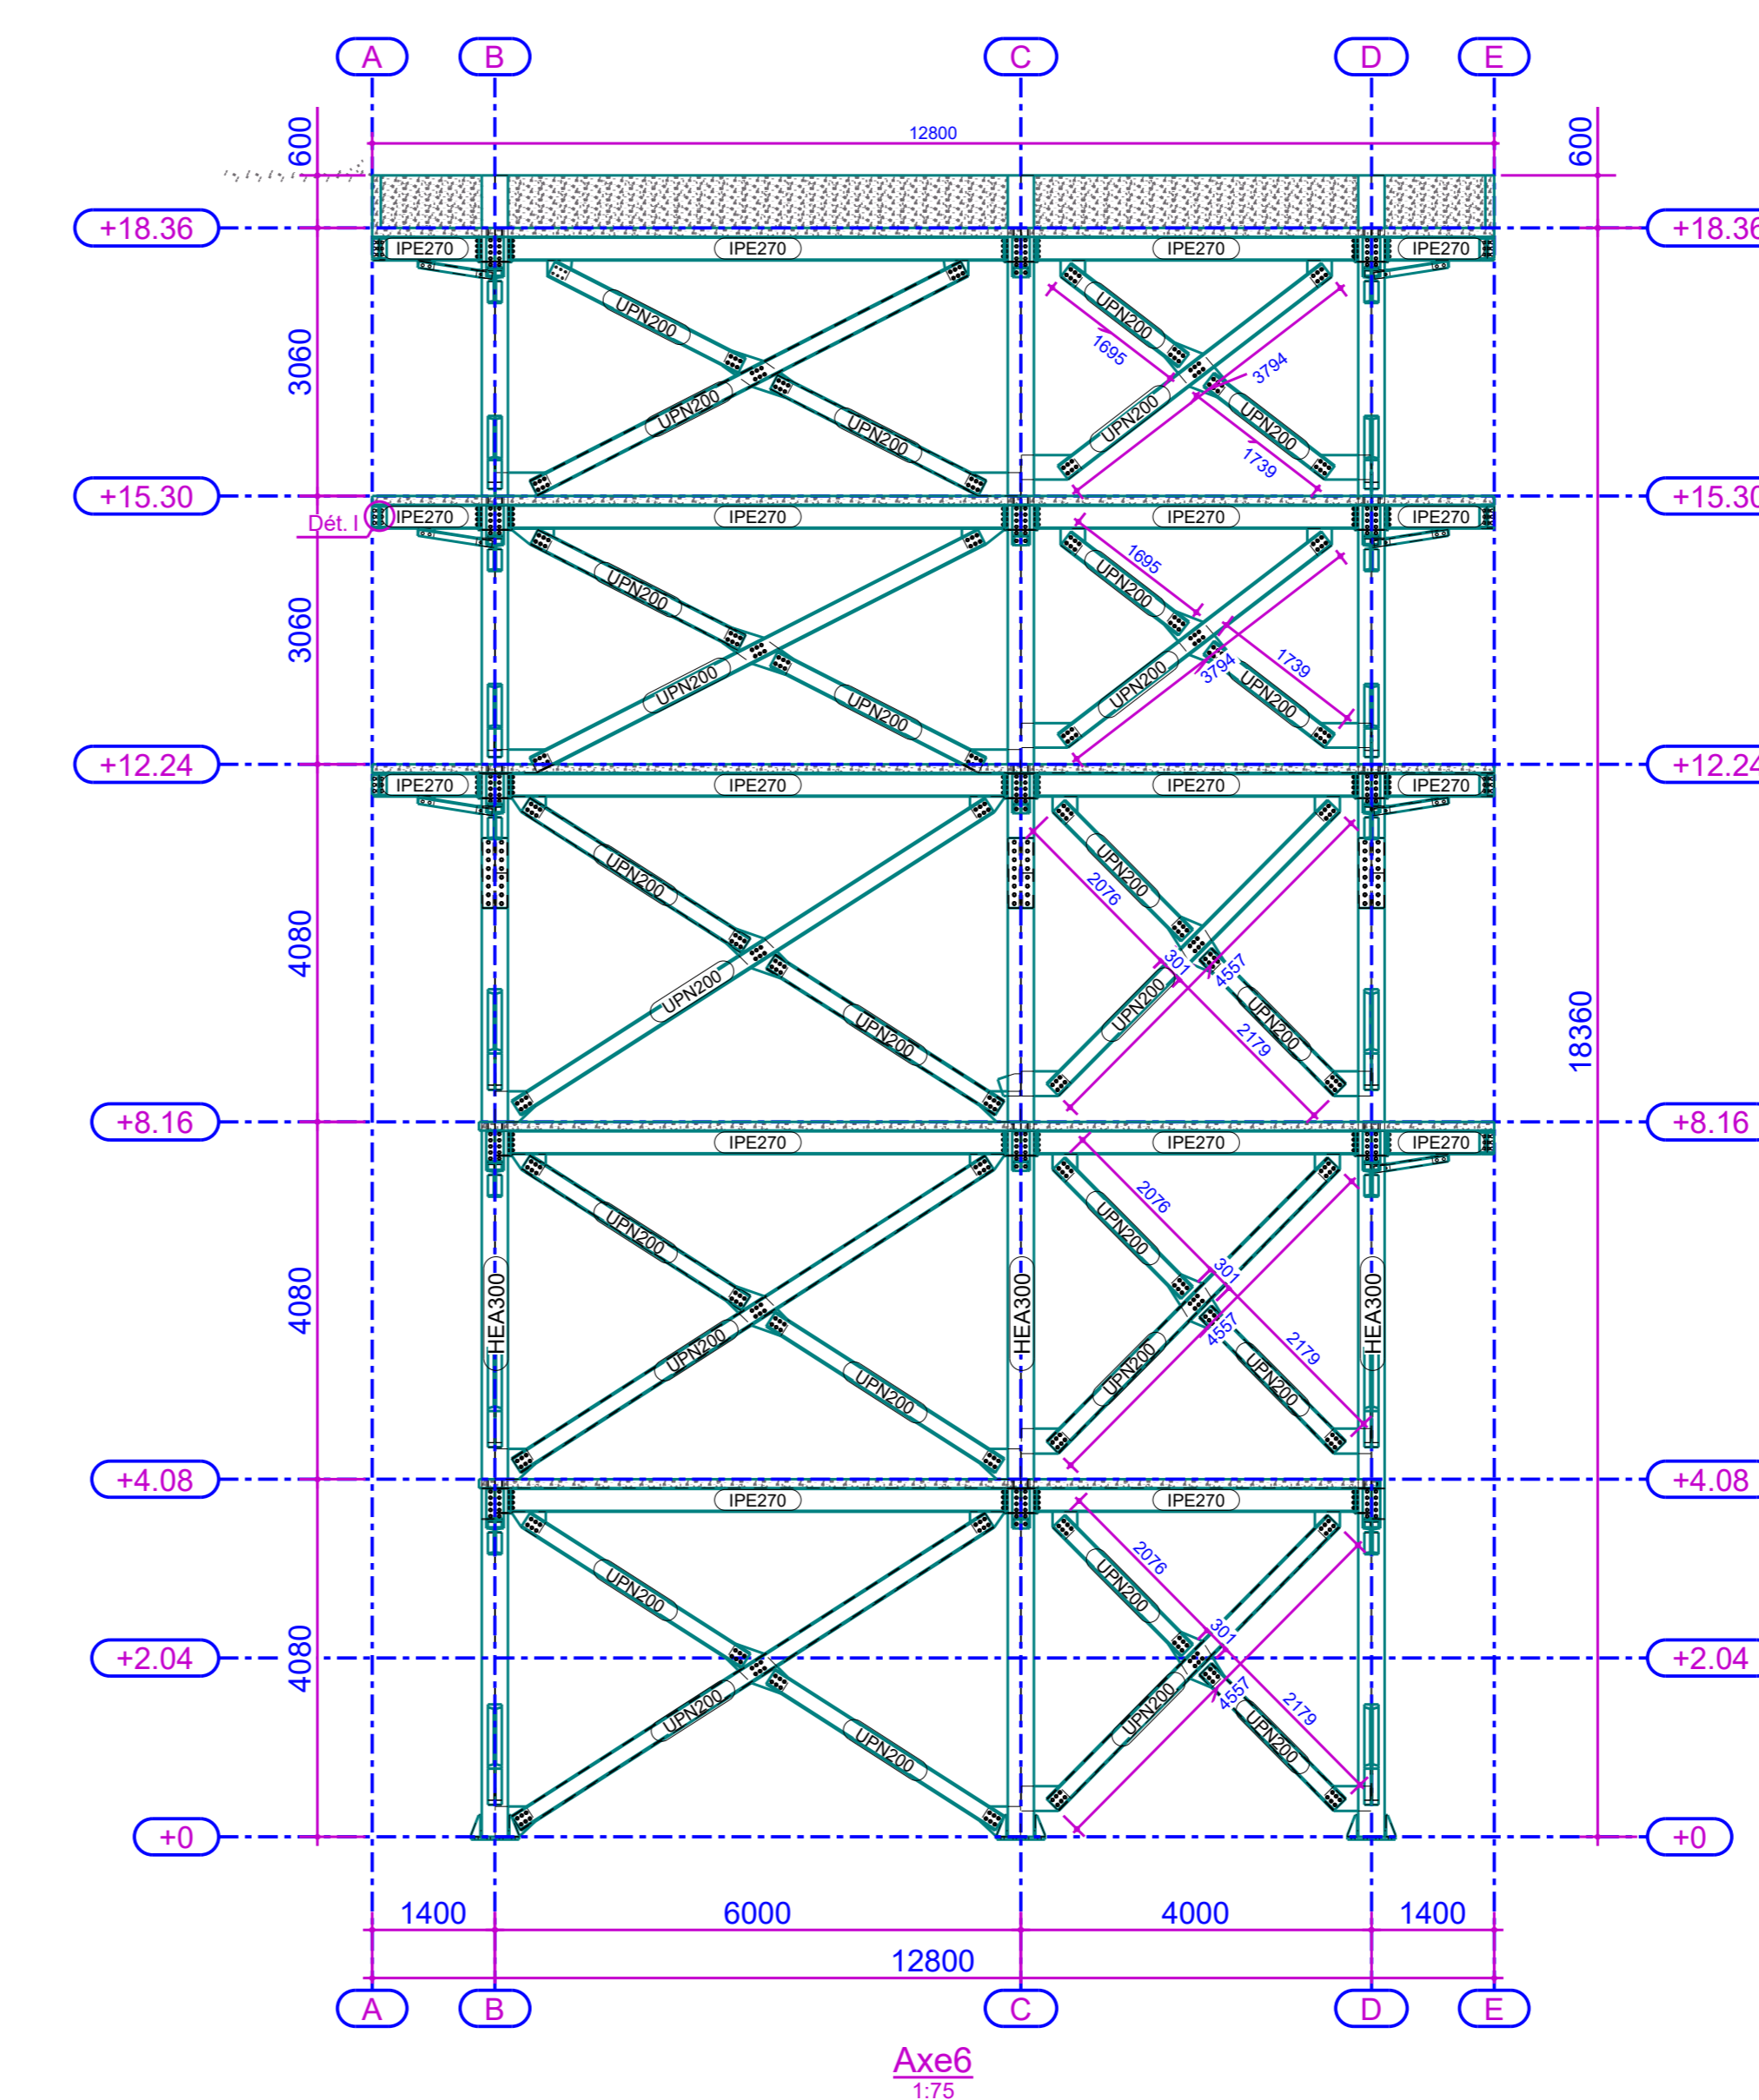 A B C D E
12800
600 600
+18.36 +18.36
IPE270 IPE270 IPE270 IPE270
UPN200 UPN200
3060 1695 3794
UPN200 UPN200 UPN200 UPN200
1739
+15.30 +15.30
Dét. I IPE270 IPE270 IPE270 IPE270
UPN200 1695 UPN200
3060 1739
UPN200 UPN200 UPN200 3794 UPN200
+12.24 +12.24
IPE270 IPE270 IPE270 IPE270
UPN200 UPN200
2076
4080 301 4557
UPN200 UPN200 UPN200 UPN200
2179
18360
+8.16 +8.16
IPE270 IPE270 IPE270
2076
UPN200 UPN200
4080 HEA300 HEA300 301 HEA300
UPN200 UPN200 4557 2179
UPN200 UPN200
+4.08 +4.08
IPE270 IPE270
2076
UPN200 UPN200
4080 301
+2.04 +2.04
UPN200 UPN200 4557 2179
UPN200 UPN200
+0 +0
1400 6000 4000 1400
12800
A B C D E
Axe6
1:75